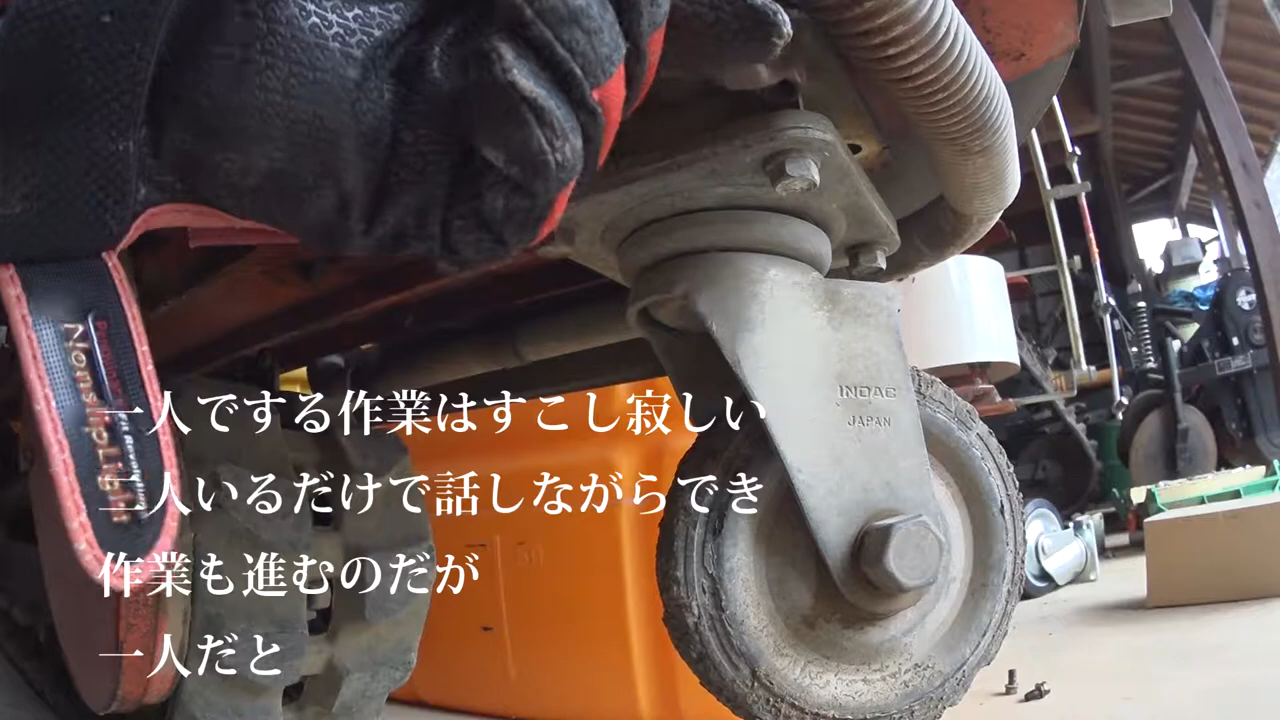 INOAC
JAPAN
一人でする作業はすこし寂しい
二人いるだけで話しながらでき
作業も進むのだが
一人だと